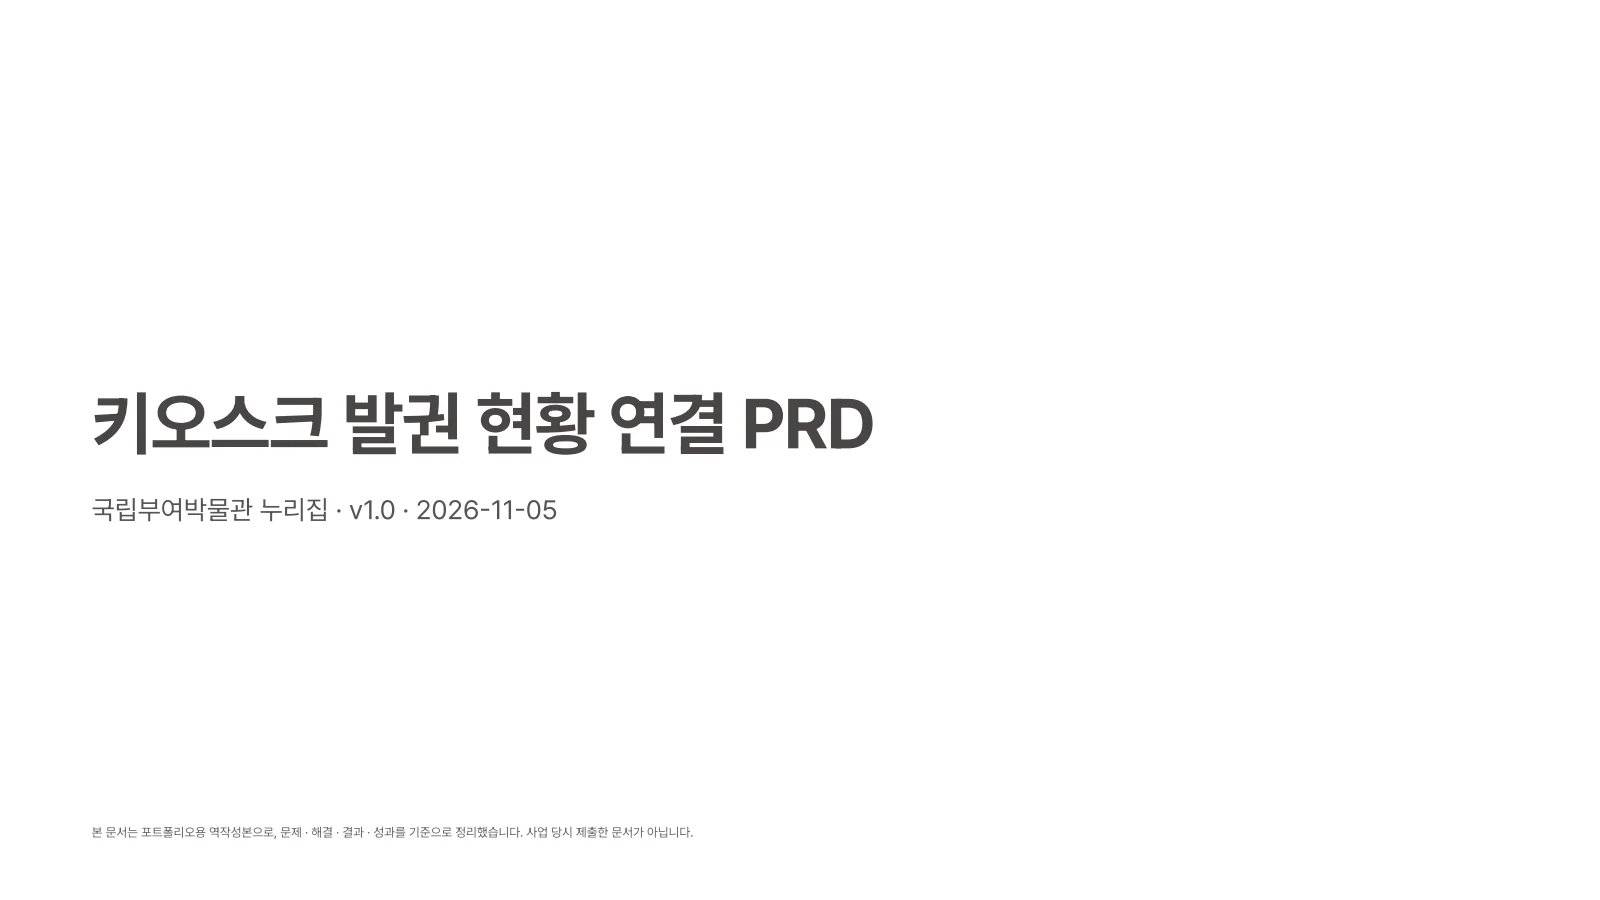 키오스크 발권 현황 연결 PRD
국립부여박물관 누리집 · v1.0 · 2026-11-05
본 문서는 포트폴리오용 역작성본으로, 문제 · 해결 · 결과 · 성과를 기준으로 정리했습니다. 사업 당시 제출한 문서가 아닙니다.